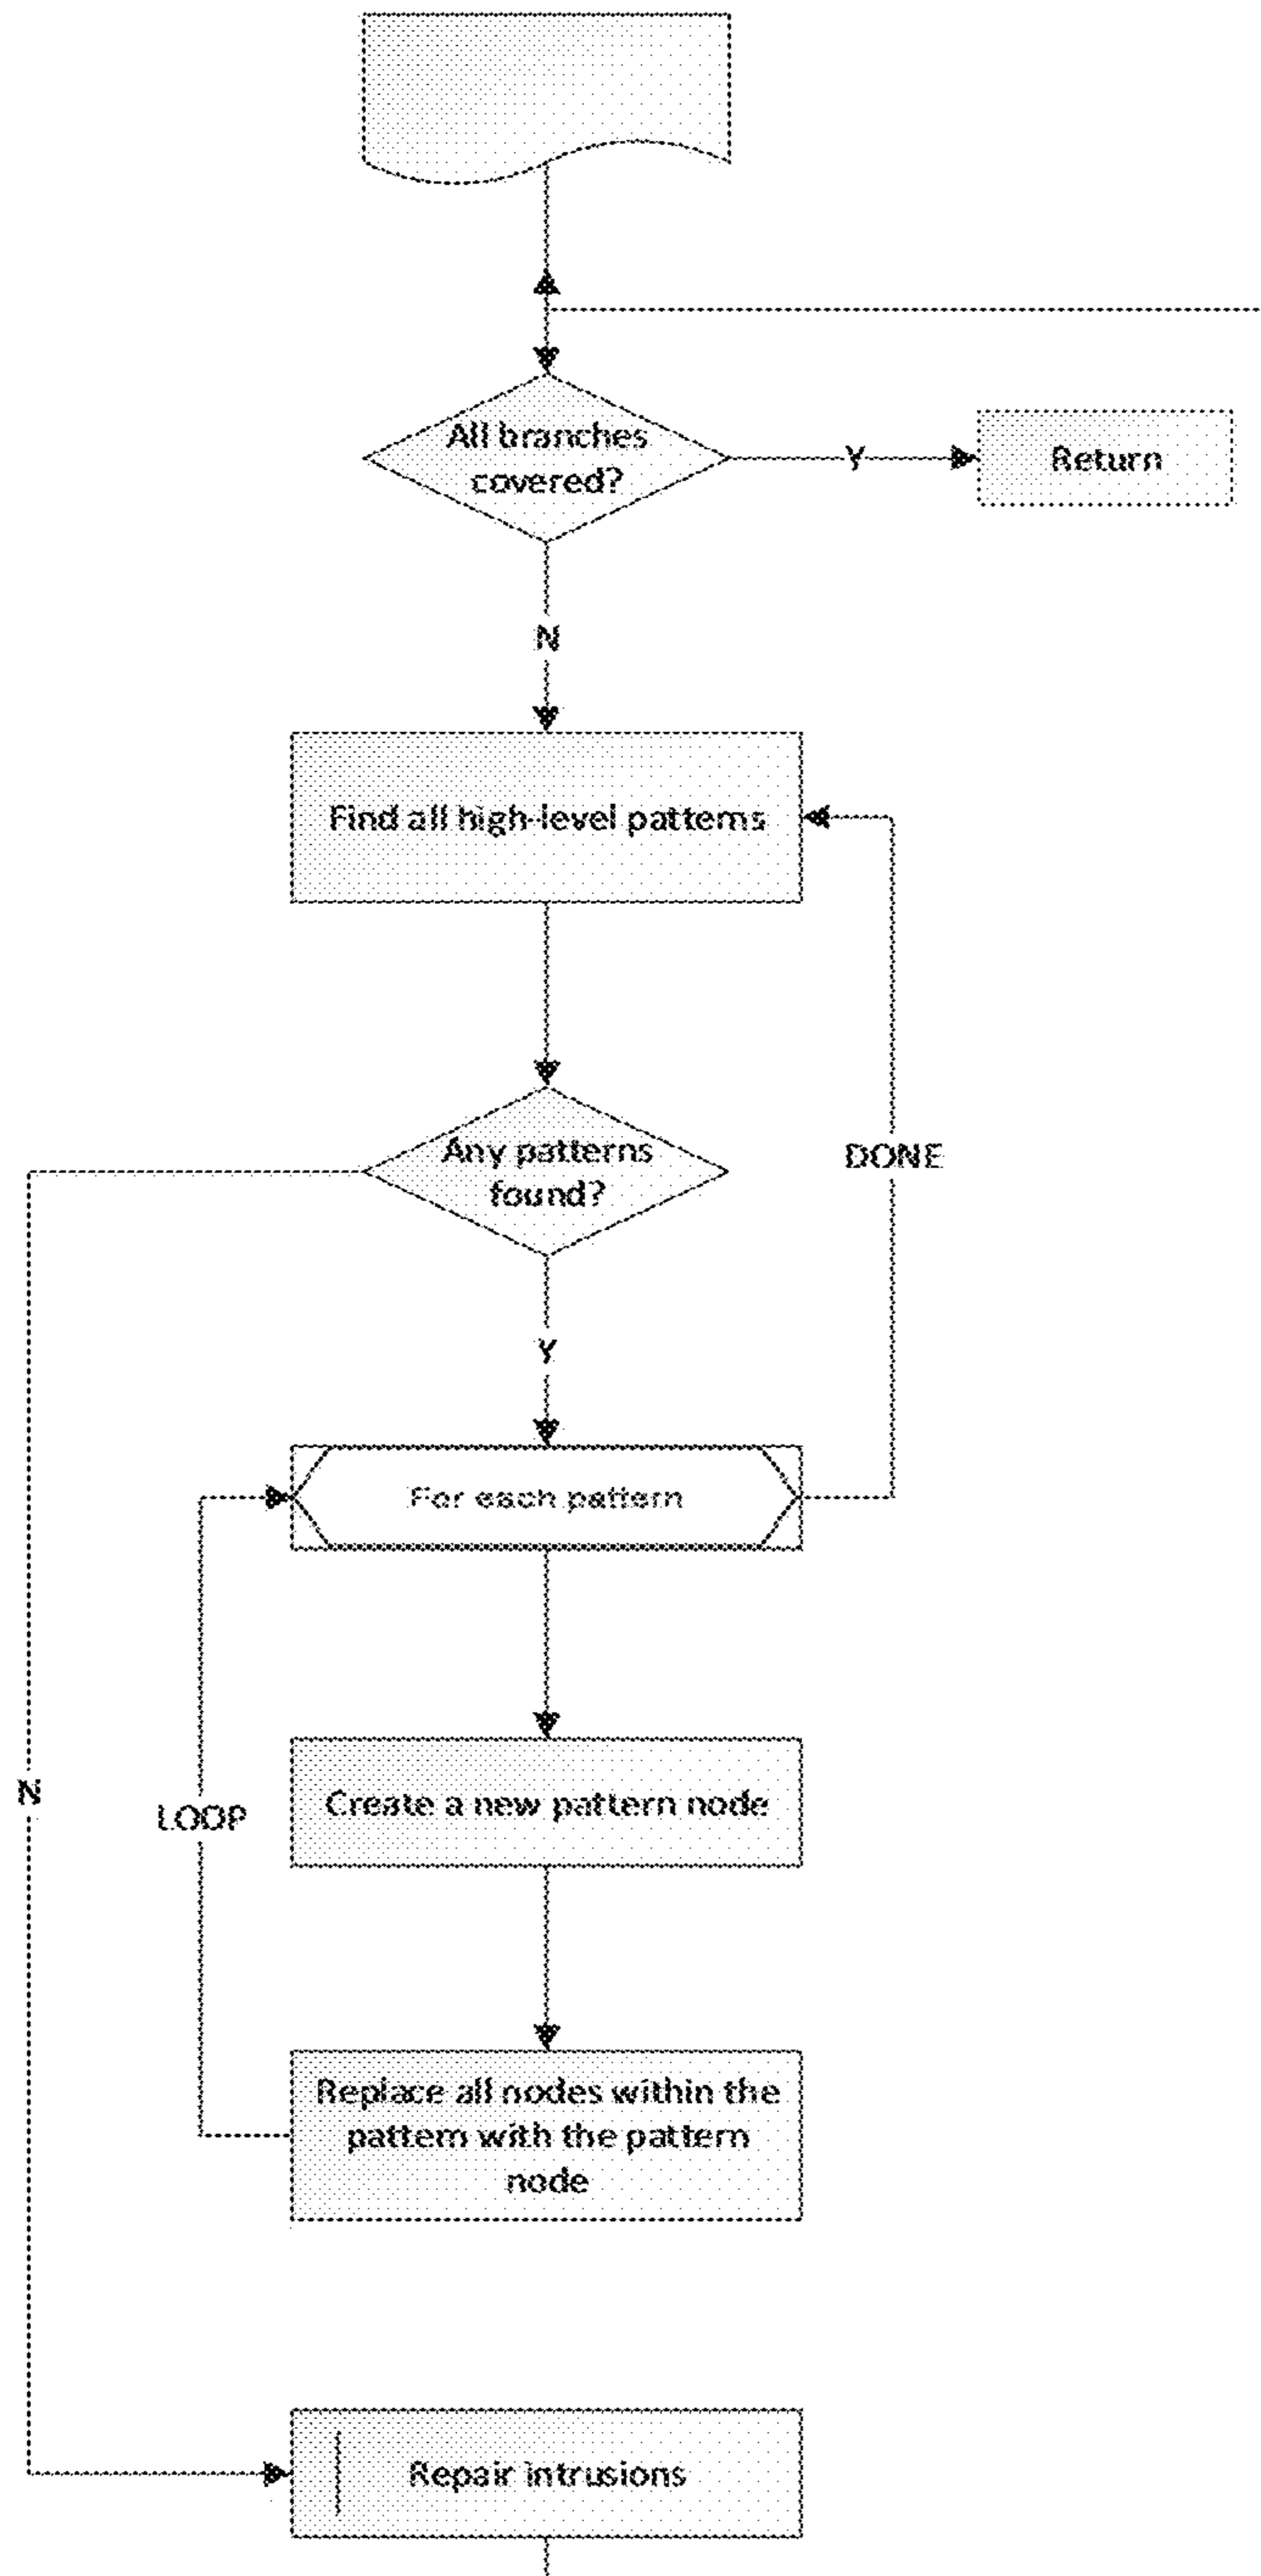 All branches
covered?
Y
Return
N
Find all high-level patterns
Any patterns
found?
DONE
Y
For each pattern
N
LOOP
Create a new pattern node
Replace all nodes within the
pattern with the pattern
node
Repair intrusions